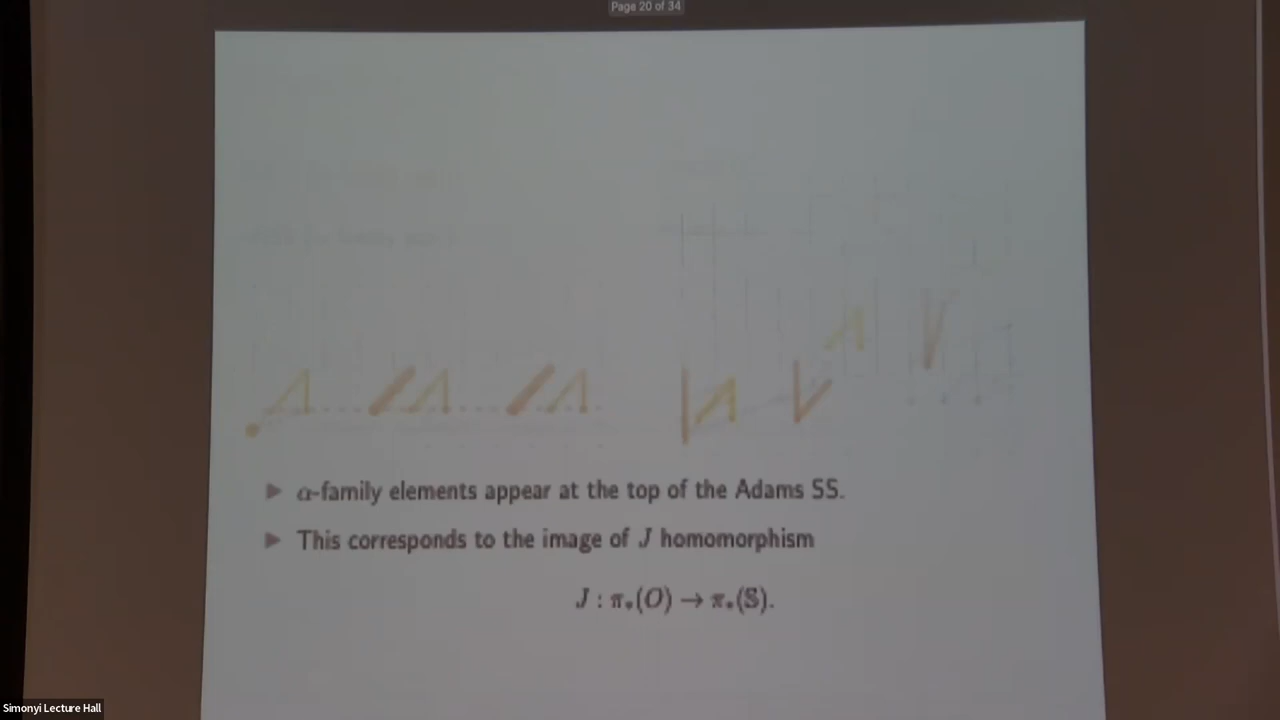 Page 20 of 34
▶ α-family elements appear at the top of the Adams SS.
▶ This corresponds to the image of J homomorphism
J : π*(O) → π*(𝕊).
Simonyi Lecture Hall